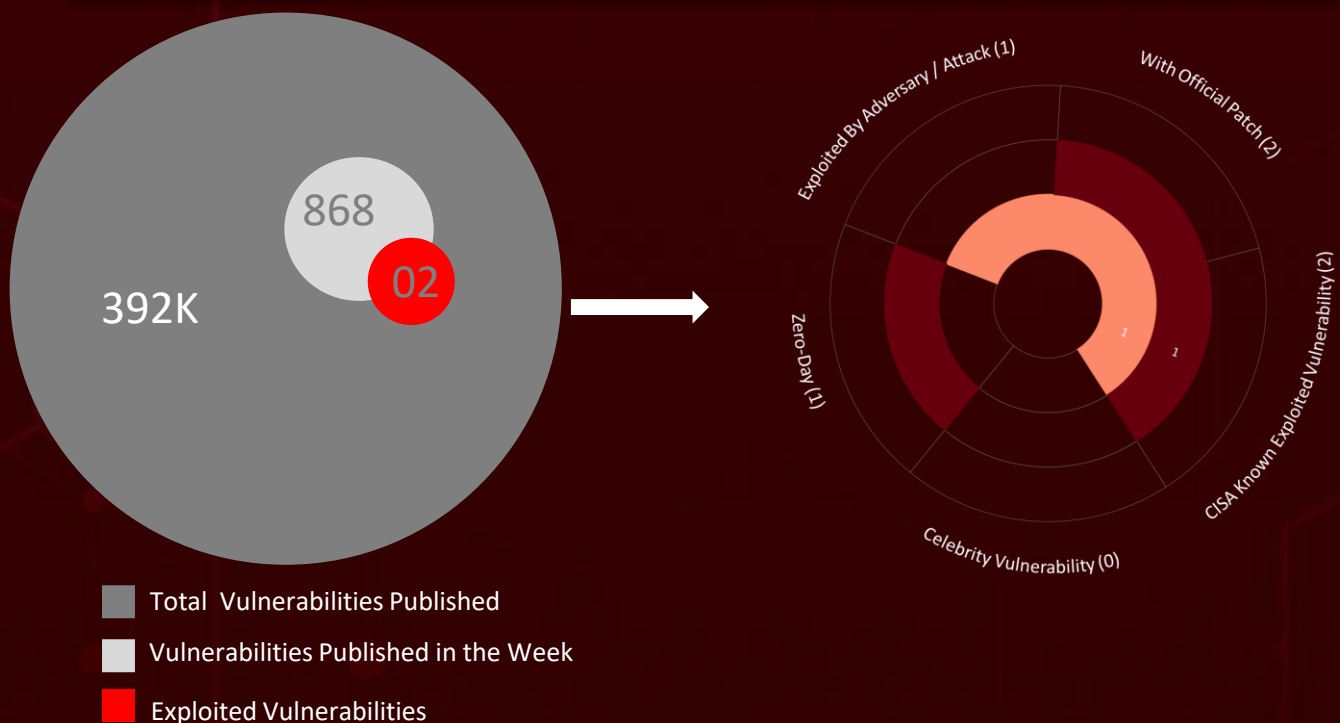 392K
868
02
Total Vulnerabilities Published
Vulnerabilities Published in the Week
Exploited Vulnerabilities
Exploited By Adversary / Attack (1)
With Official Patch (2)
CISA Known Exploited Vulnerability (2)
Celebrity Vulnerability (0)
Zero-Day (1)
1
1